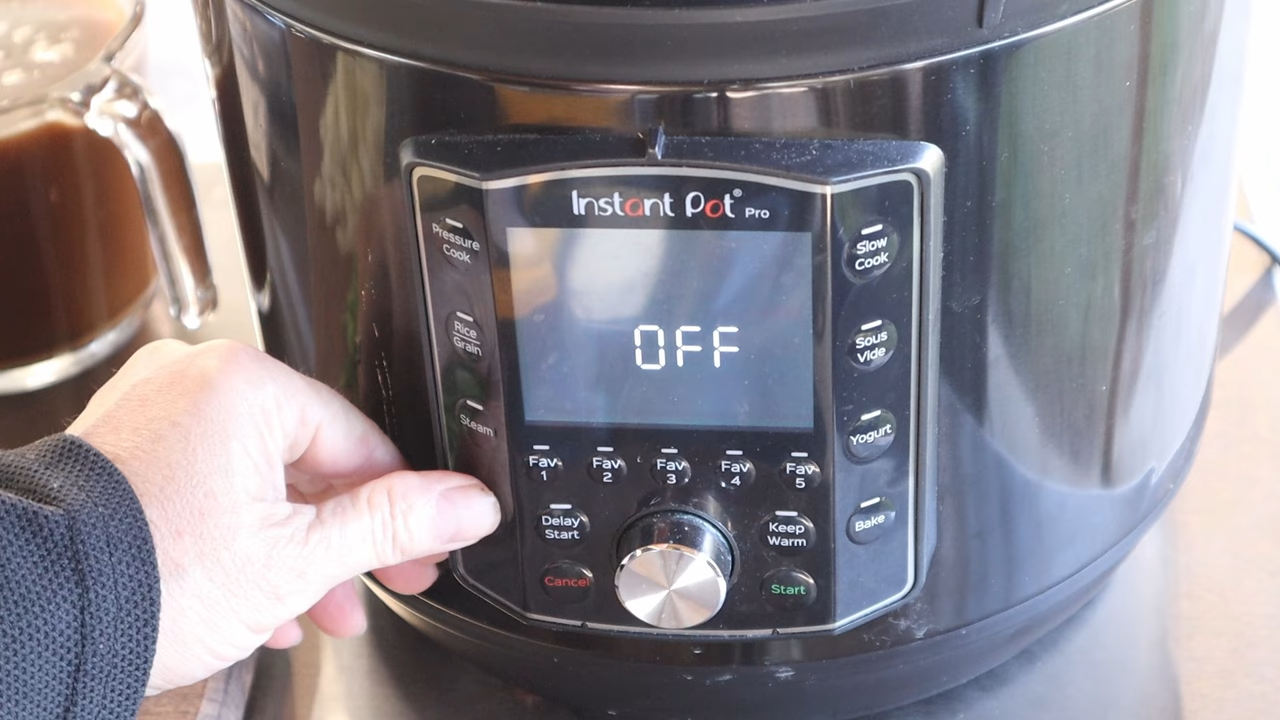 Instant Pot® Pro
Pressure
Cook
Slow
Cook
OFF
Rice
Grain
Sous
Vide
Steam
Yogurt
Fav
1
Fav
2
Fav
3
Fav
4
Fav
5
Delay
Start
Keep
Warm
Bake
Cancel
Start